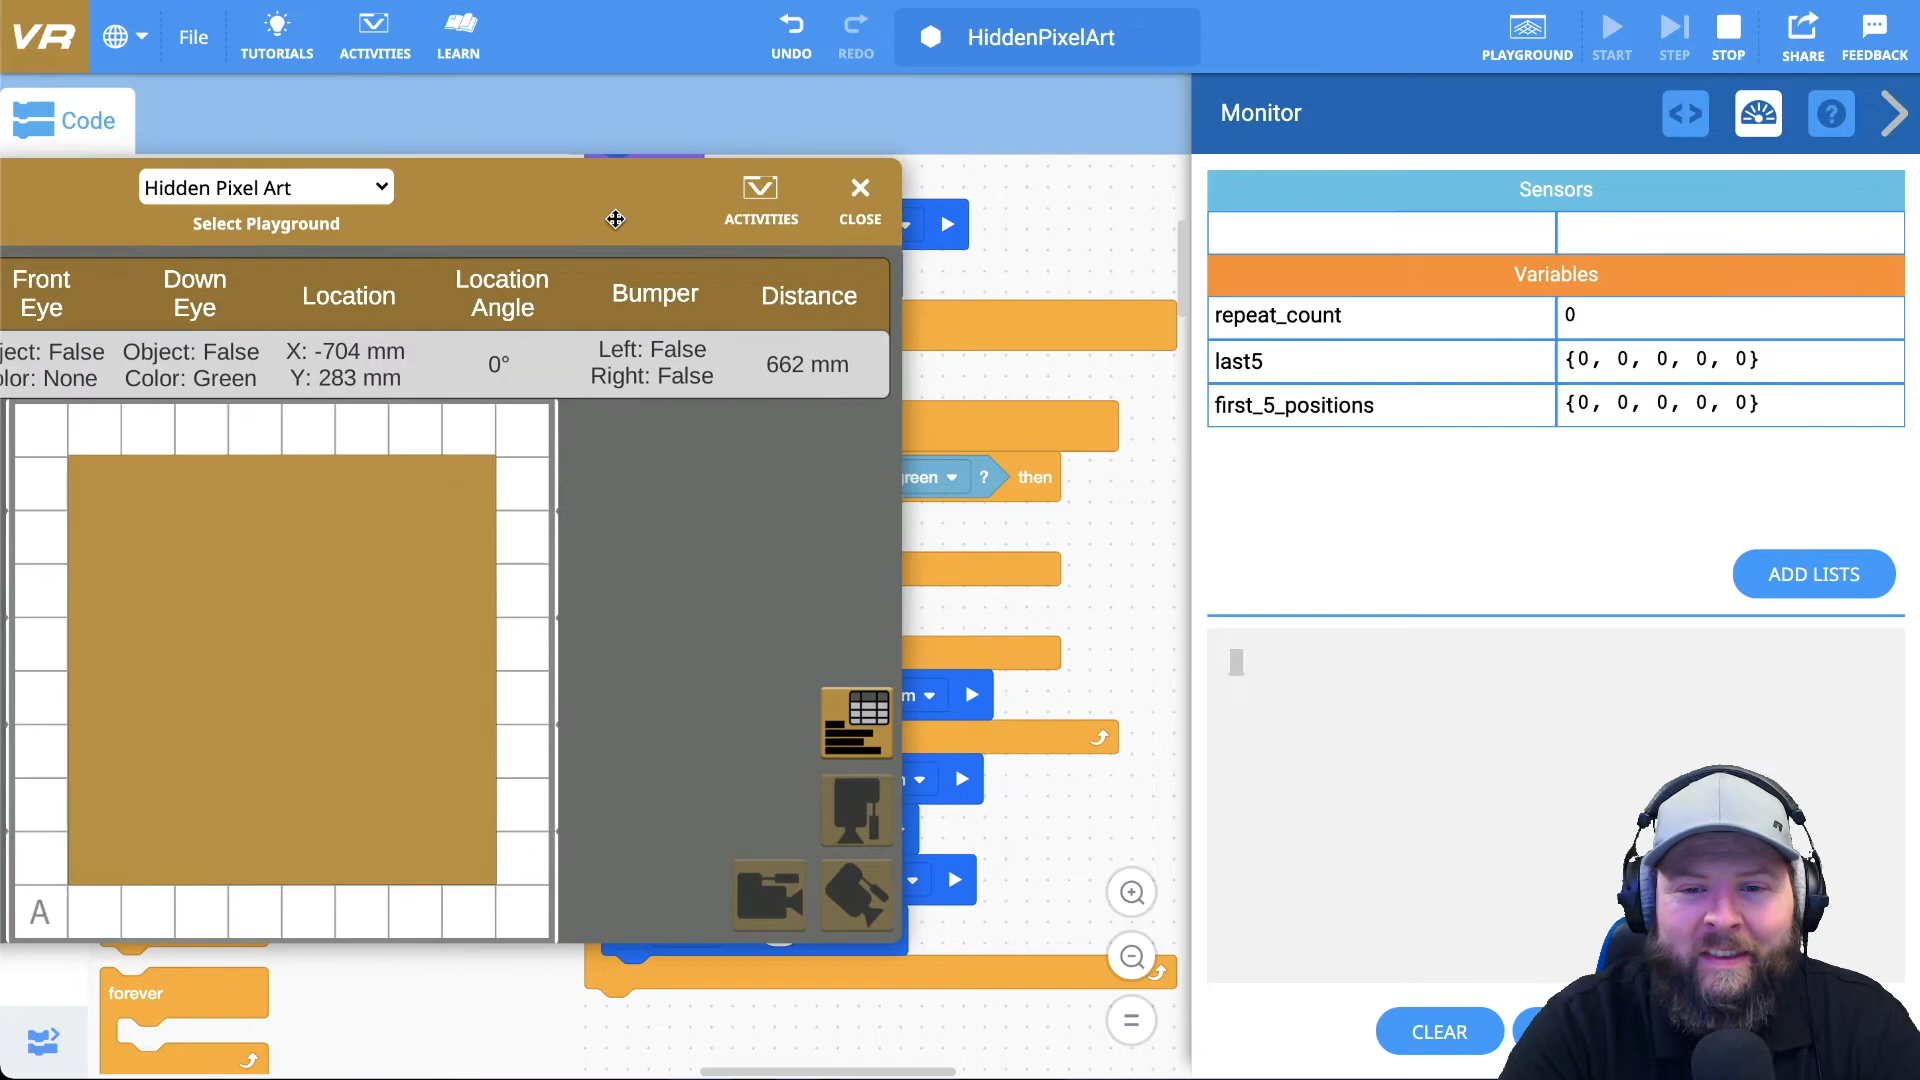 VR
File
TUTORIALS
ACTIVITIES
LEARN
UNDO
REDO
HiddenPixelArt
PLAYGROUND
START
STEP
STOP
SHARE
FEEDBACK
Code
Monitor
Hidden Pixel Art
Select Playground
ACTIVITIES
CLOSE
Front Eye
Down Eye
Location
Location Angle
Bumper
Distance
ject: False
lor: None
Object: False
Color: Green
X: -704 mm
Y: 283 mm
0°
Left: False
Right: False
662 mm
A
reen ? then
m
forever
Sensors
Variables
repeat_count 0
last5 {0, 0, 0, 0, 0}
first_5_positions {0, 0, 0, 0, 0}
ADD LISTS
CLEAR